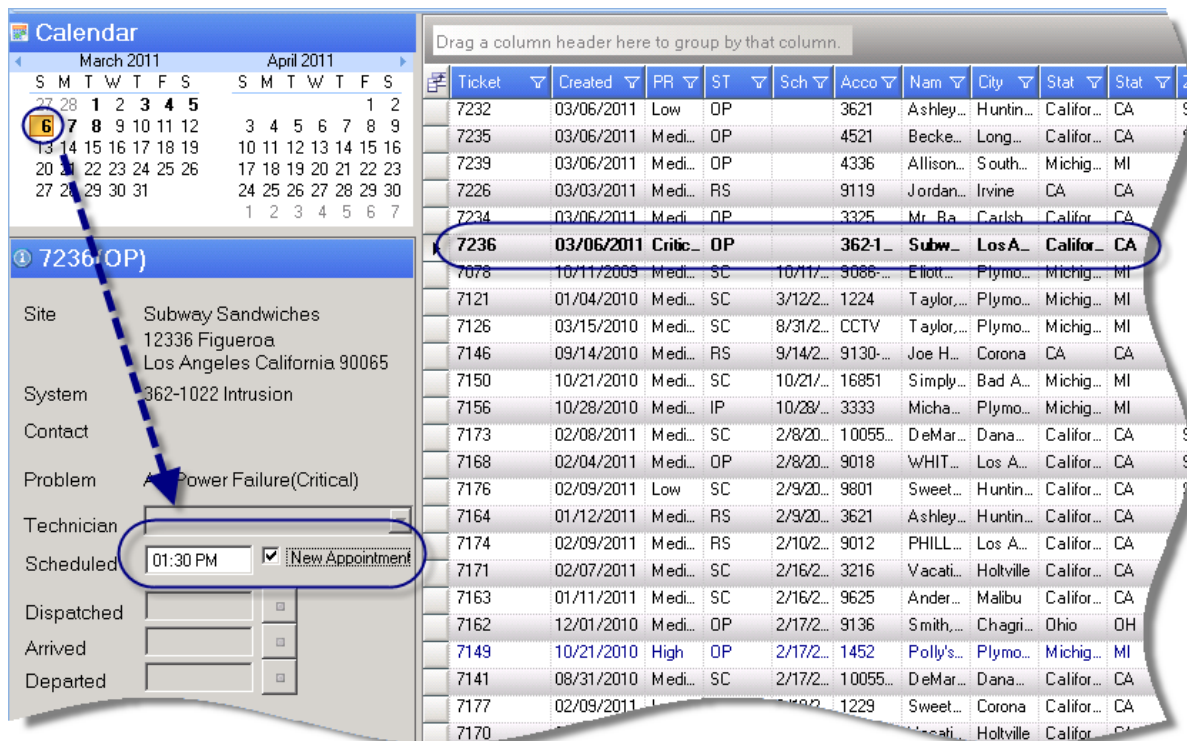 Calendar
March 2011 April 2011
S M T W T F S S M T W T F S
27 28 1 2 3 4 5 1 2
6 7 8 9 10 11 12 3 4 5 6 7 8 9
13 14 15 16 17 18 19 10 11 12 13 14 15 16
20 21 22 23 24 25 26 17 18 19 20 21 22 23
27 28 29 30 31 24 25 26 27 28 29 30
1 2 3 4 5 6 7
7236(OP)
Site Subway Sandwiches
12336 Figueroa
Los Angeles California 90065
System 362-1022 Intrusion
Contact
Problem Power Failure(Critical)
Technician
Scheduled 01:30 PM New Appointment
Dispatched
Arrived
Departed
Drag a column header here to group by that column.
Ticket Created PR ST Sch Acco Nam City Stat Stat
7232 03/06/2011 Low OP 3621 Ashley... Huntin... Califor... CA
7235 03/06/2011 Medi... OP 4521 Becke... Long... Califor... CA
7239 03/06/2011 Medi... OP 4336 Allison... South... Michig... MI
7226 03/03/2011 Medi... RS 9119 Jordan... Irvine CA CA
7234 03/06/2011 Medi... OP 3325 Mr. Ba... Carlsb... Califor... CA
7236 03/06/2011 Critic... OP 362-1... Subw... Los A... Califor... CA
7078 10/11/2009 Medi... SC 10/11/... 9086-... Elliott... Plymo... Michig... MI
7121 01/04/2010 Medi... SC 3/12/2... 1224 Taylor,... Plymo... Michig... MI
7126 03/15/2010 Medi... SC 8/31/2... CCTV Taylor,... Plymo... Michig... MI
7146 09/14/2010 Medi... RS 9/14/2... 9130-... Joe H... Corona CA CA
7150 10/21/2010 Medi... SC 10/21/... 16851 Simply... Bad A... Michig... MI
7156 10/28/2010 Medi... IP 10/28/... 3333 Micha... Plymo... Michig... MI
7173 02/08/2011 Medi... SC 2/8/20... 10055... DeMar... Dana... Califor... CA
7168 02/04/2011 Medi... OP 2/8/20... 9018 WHIT... Los A... Califor... CA
7176 02/09/2011 Low SC 2/9/20... 9801 Sweet... Huntin... Califor... CA
7164 01/12/2011 Medi... RS 2/9/20... 3621 Ashley... Huntin... Califor... CA
7174 02/09/2011 Medi... RS 2/10/2... 9012 PHILL... Los A... Califor... CA
7171 02/07/2011 Medi... SC 2/16/2... 3216 Vacati... Holtville Califor... CA
7163 01/11/2011 Medi... SC 2/16/2... 9625 Ander... Malibu Califor... CA
7162 12/01/2010 Medi... OP 2/17/2... 9136 Smith,... Chagri... Ohio OH
7149 10/21/2010 High OP 2/17/2... 1452 Polly's... Plymo... Michig... MI
7141 08/31/2010 Medi... SC 2/17/2... 10055... DeMar... Dana... Califor... CA
7177 02/09/2011 1229 Sweet... Corona Califor... CA
7170 Holtville Califor...